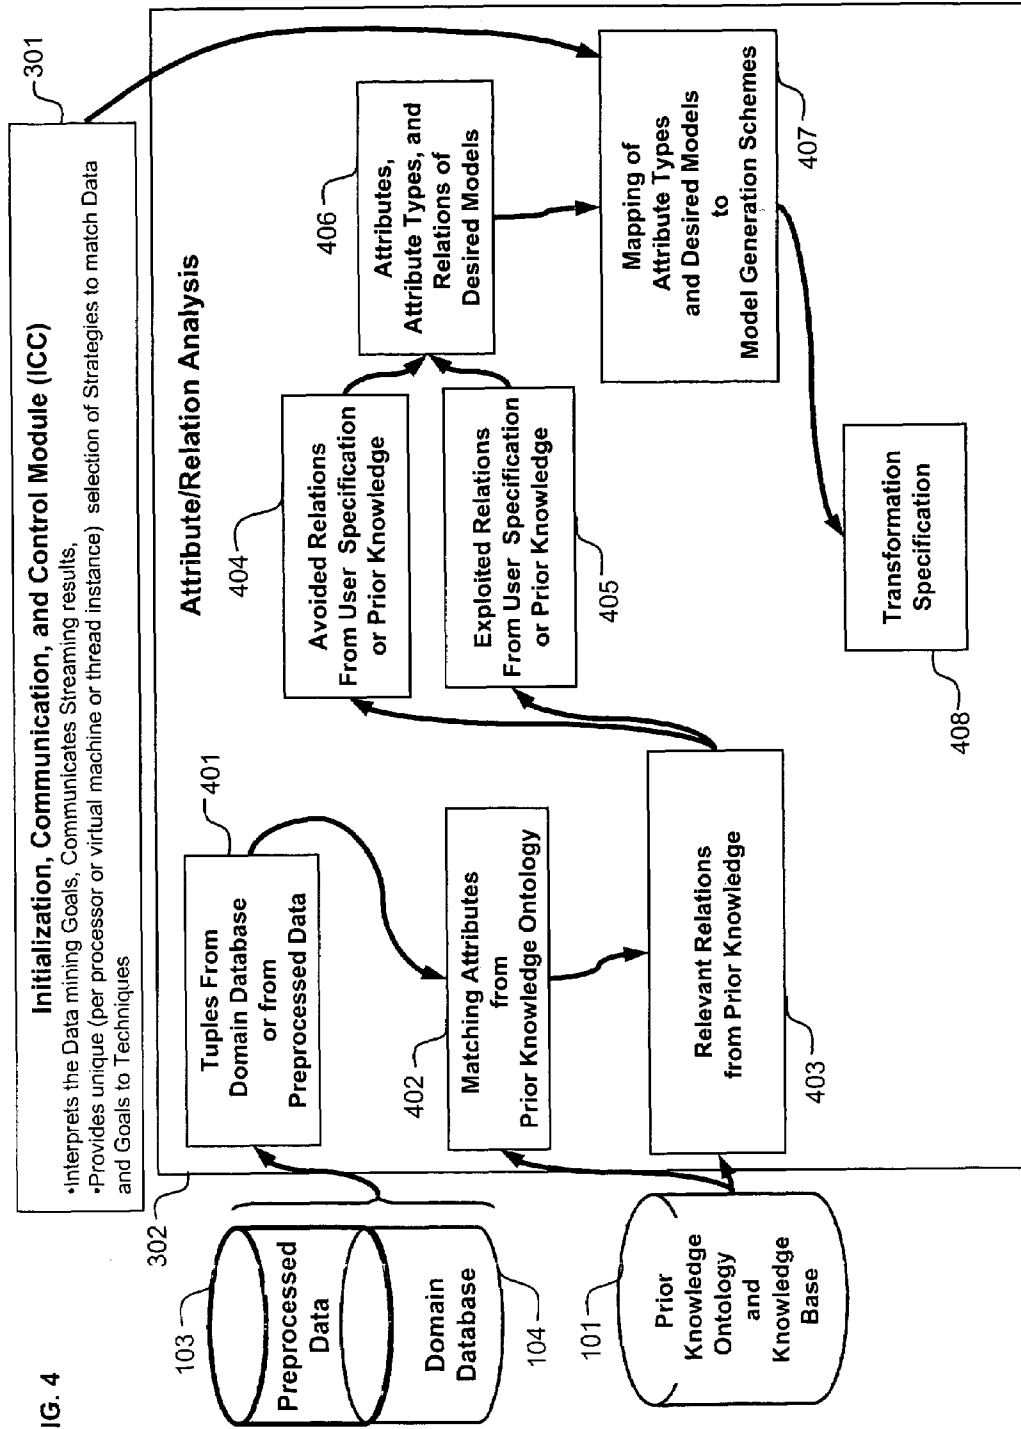 IG. 4
Initialization, Communication, and Control Module (ICC)
•Interprets the Data mining Goals, Communicates Streaming results,
•Provides unique (per processor or virtual machine or thread instance) selection of Strategies to match Data
and Goals to Techniques
301
302
Attribute/Relation Analysis
103
Preprocessed
Data
Domain
Database
104
101
Prior
Knowledge
Ontology
and
Knowledge
Base
401
Tuples From
Domain Database
or from
Preprocessed Data
402
Matching Attributes
from
Prior Knowledge Ontology
Relevant Relations
from Prior Knowledge
403
404
Avoided Relations
From User Specification
or Prior Knowledge
Exploited Relations
From User Specification
or Prior Knowledge
405
406
Attributes,
Attribute Types, and
Relations of
Desired Models
Mapping of
Attribute Types
and Desired Models
to
Model Generation Schemes
407
Transformation
Specification
408